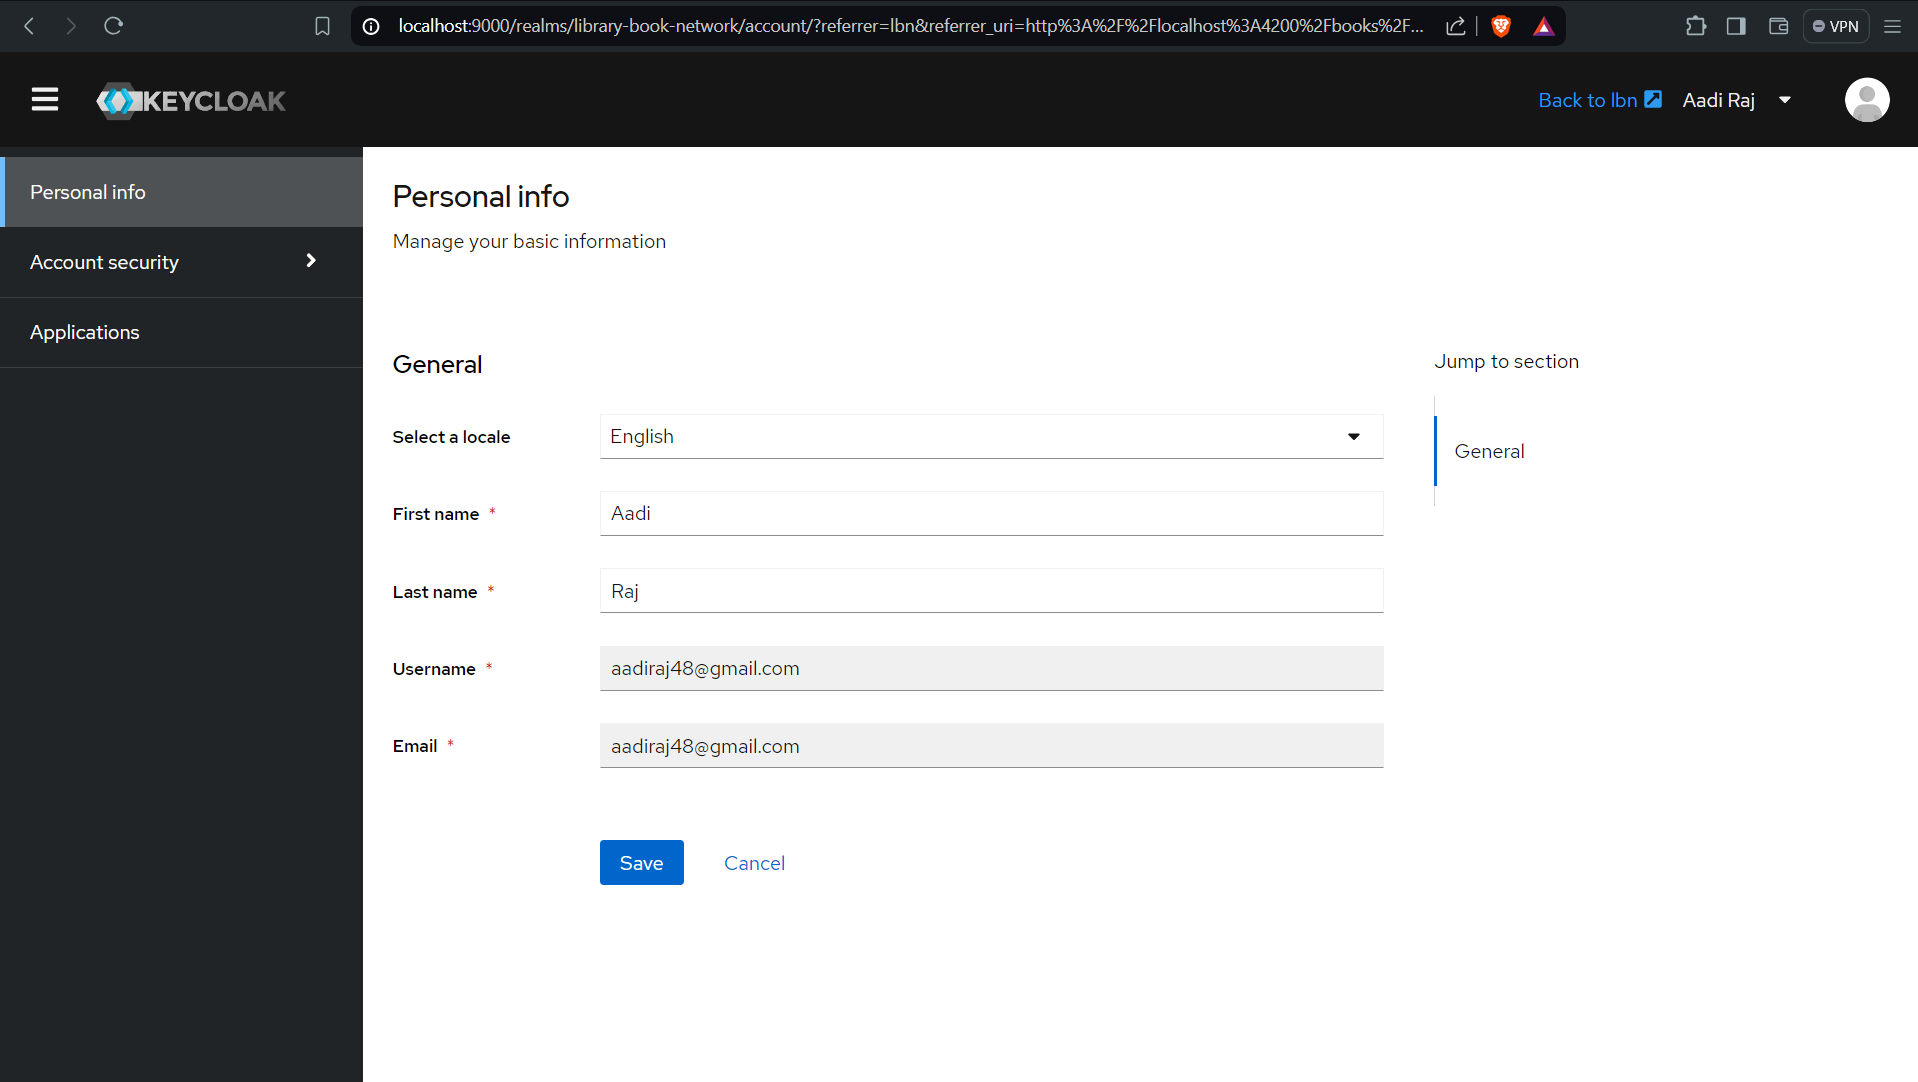 localhost:9000/realms/library-book-network/account/?referrer=lbn&referrer_uri=http%3A%2F%2Flocalhost%3A4200%2Fbooks%2F...
VPN
KEYCLOAK
Back to lbn
Aadi Raj
Personal info
Account security
Applications
Personal info
Manage your basic information
General
Jump to section
General
Select a locale
English
First name *
Aadi
Last name *
Raj
Username *
aadiraj48@gmail.com
Email *
aadiraj48@gmail.com
Save
Cancel